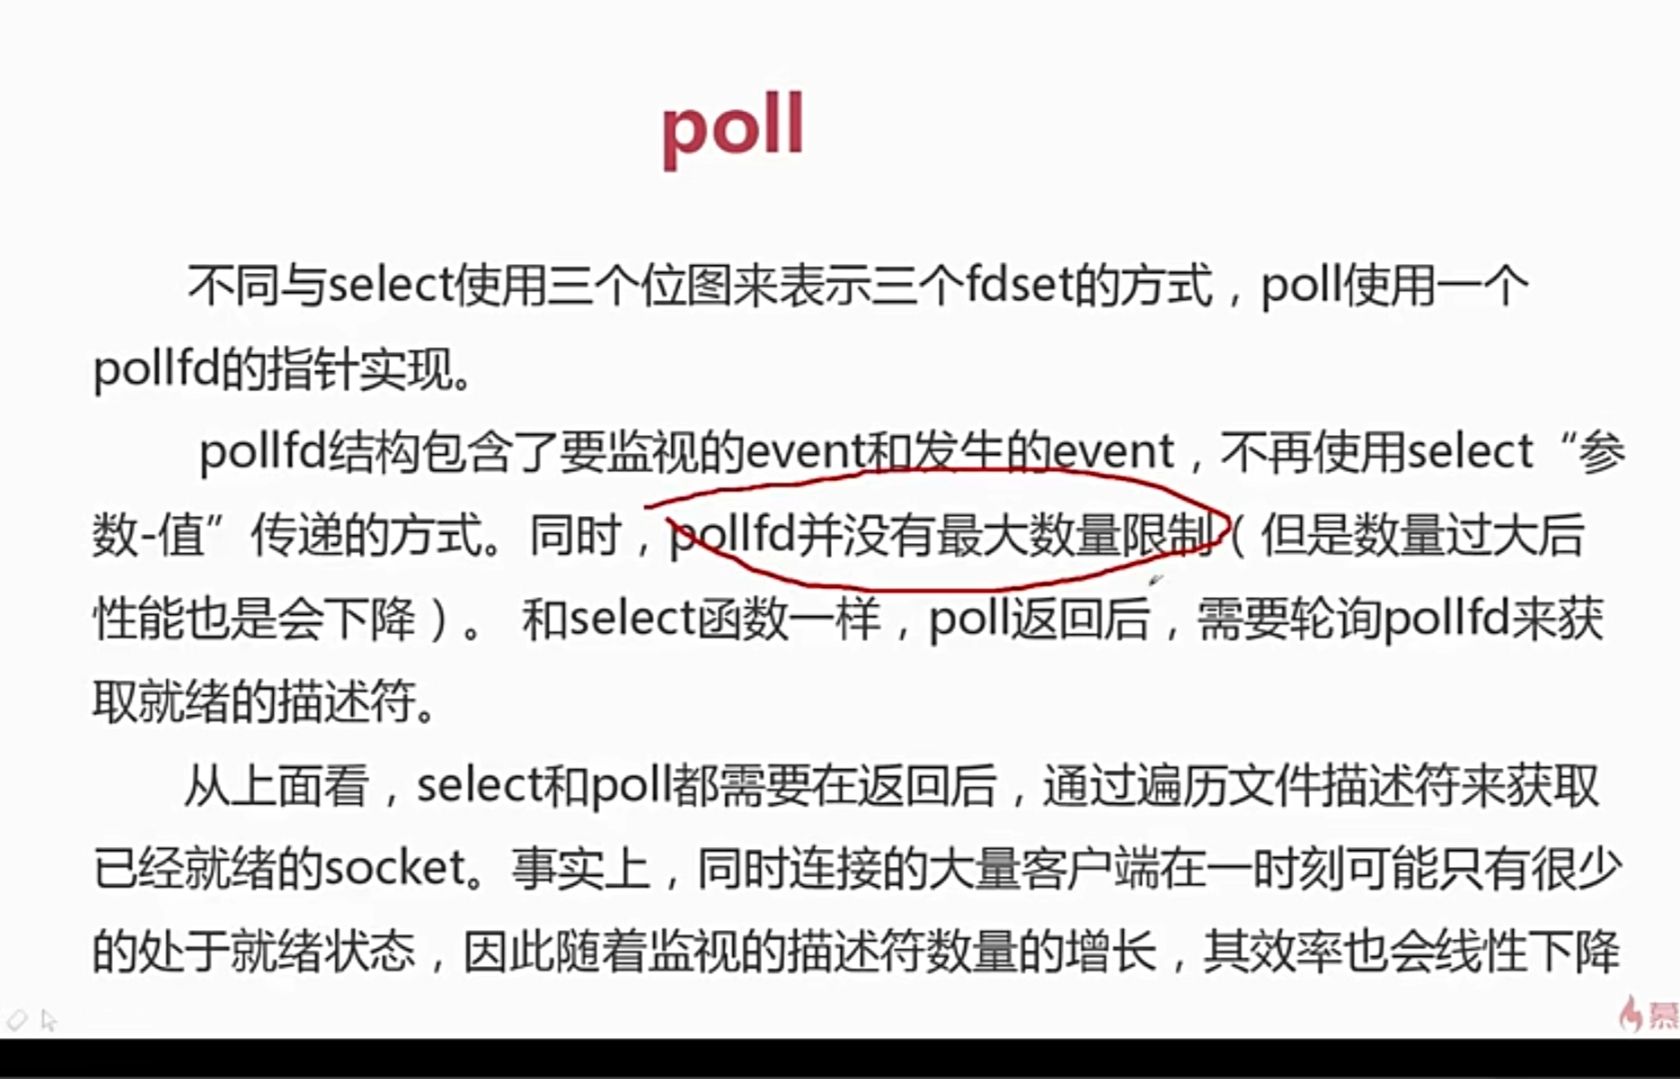 poll
不同与select使用三个位图来表示三个fdset的方式，poll使用一个
pollfd的指针实现。
pollfd结构包含了要监视的event和发生的event，不再使用select“参
数-值”传递的方式。同时，pollfd并没有最大数量限制（但是数量过大后
性能也是会下降）。 和select函数一样，poll返回后，需要轮询pollfd来获
取就绪的描述符。
从上面看，select和poll都需要在返回后，通过遍历文件描述符来获取
已经就绪的socket。事实上，同时连接的大量客户端在一时刻可能只有很少
的处于就绪状态，因此随着监视的描述符数量的增长，其效率也会线性下降
慕